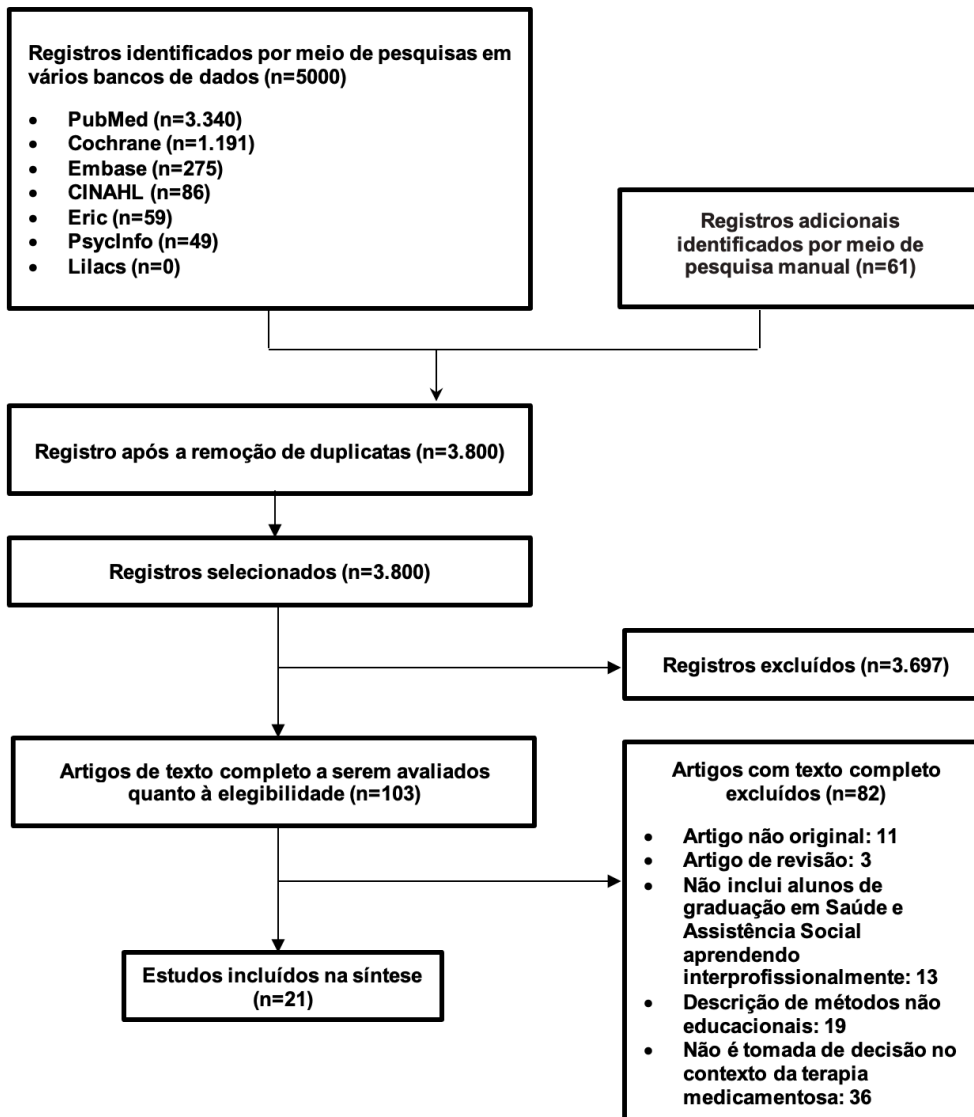 Registros identificados por meio de pesquisas em
vários bancos de dados (n=5000)
• PubMed (n=3.340)
• Cochrane (n=1.191)
• Embase (n=275)
• CINAHL (n=86)
• Eric (n=59)
• PsycInfo (n=49)
• Lilacs (n=0)
Registros adicionais
identificados por meio de
pesquisa manual (n=61)
Registro após a remoção de duplicatas (n=3.800)
Registros selecionados (n=3.800)
Registros excluídos (n=3.697)
Artigos de texto completo a serem avaliados
quanto à elegibilidade (n=103)
Artigos com texto completo
excluídos (n=82)
• Artigo não original: 11
• Artigo de revisão: 3
• Não inclui alunos de
graduação em Saúde e
Assistência Social
aprendendo
interprofissionalmente: 13
• Descrição de métodos não
educacionais: 19
• Não é tomada de decisão no
contexto da terapia
medicamentosa: 36
Estudos incluídos na síntese
(n=21)